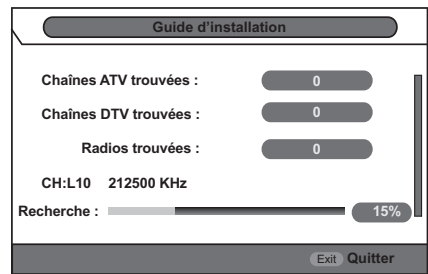 Guide d'installation
Chaînes ATV trouvées : 0
Chaînes DTV trouvées : 0
Radios trouvées : 0
CH:L10 212500 KHz
Recherche : 15%
Exit Quitter